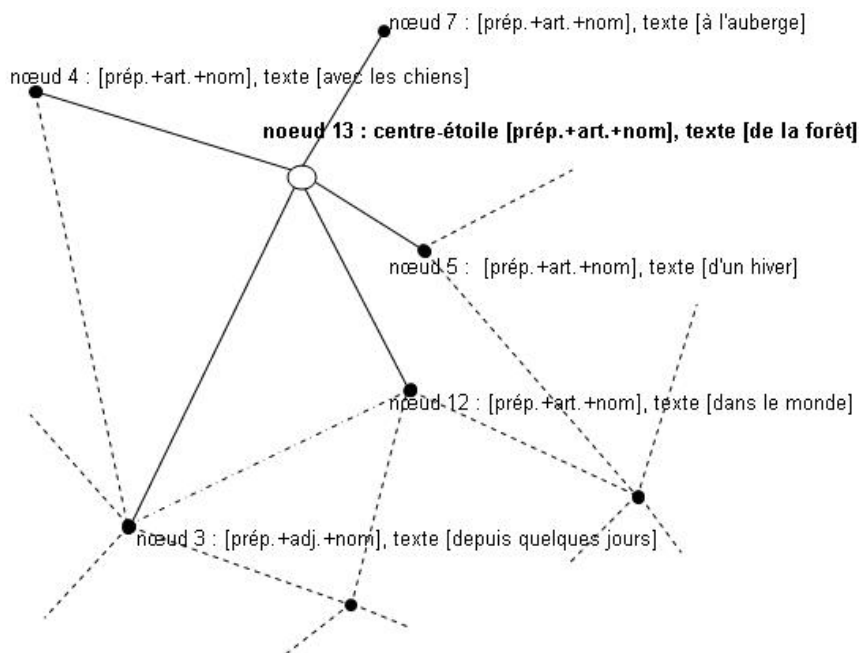 nœud 7 : [prép.+art.+nom], texte [à l'auberge]
nœud 4 : [prép.+art.+nom], texte [avec les chiens]
noeud 13 : centre-étoile [prép.+art.+nom], texte [de la forêt]
nœud 5 : [prép.+art.+nom], texte [d'un hiver]
nœud 12 : [prép.+art.+nom], texte [dans le monde]
nœud 3 : [prép.+adj.+nom], texte [depuis quelques jours]